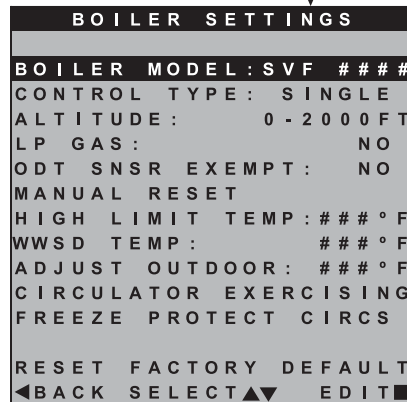 BOILER SETTINGS
BOILER MODEL:SVF ####
CONTROL TYPE: SINGLE
ALTITUDE: 0-2000FT
LP GAS: NO
ODT SNSR EXEMPT: NO
MANUAL RESET
HIGH LIMIT TEMP:###°F
WWSD TEMP: ###°F
ADJUST OUTDOOR: ###°F
CIRCULATOR EXERCISING
FREEZE PROTECT CIRCS
RESET FACTORY DEFAULT
◀BACK SELECT▲▼ EDIT■